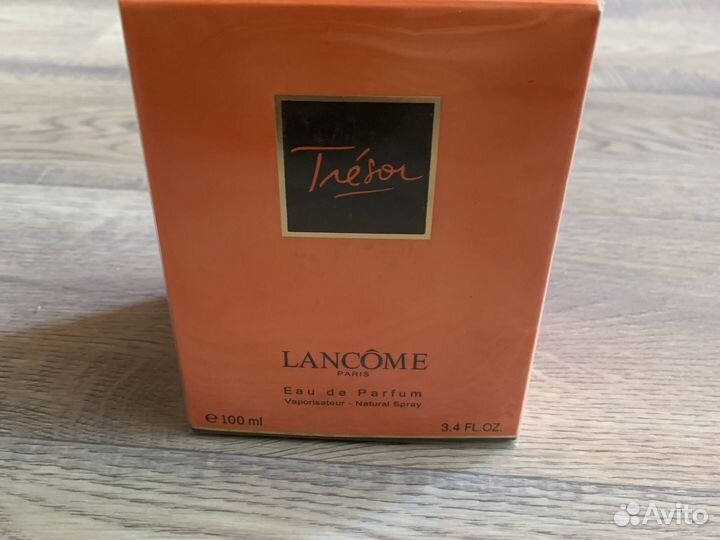 Trésor
LANCÔME
PARIS
Eau de Parfum
Vaporisateur - Natural Spray
e 100 ml
3.4 FL.OZ.
Avito